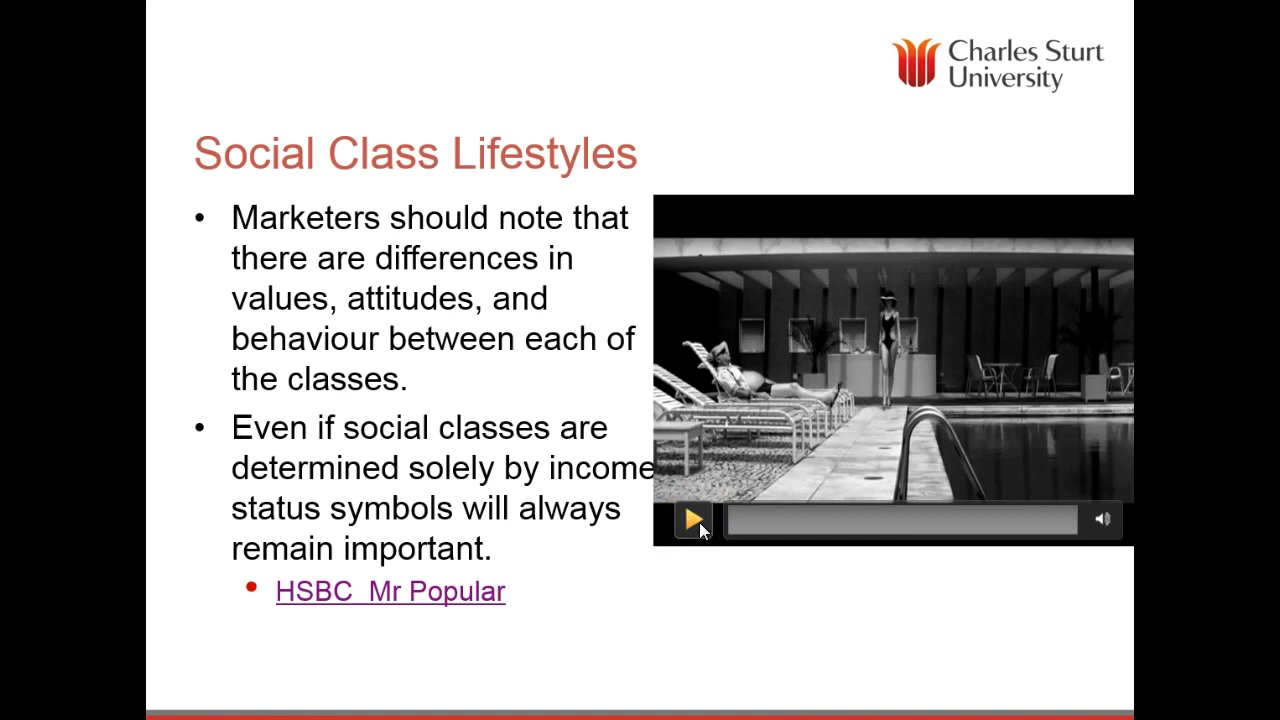 Charles Sturt
University
Social Class Lifestyles
• Marketers should note that
there are differences in
values, attitudes, and
behaviour between each of
the classes.
• Even if social classes are
determined solely by income
status symbols will always
remain important.
• HSBC  Mr Popular